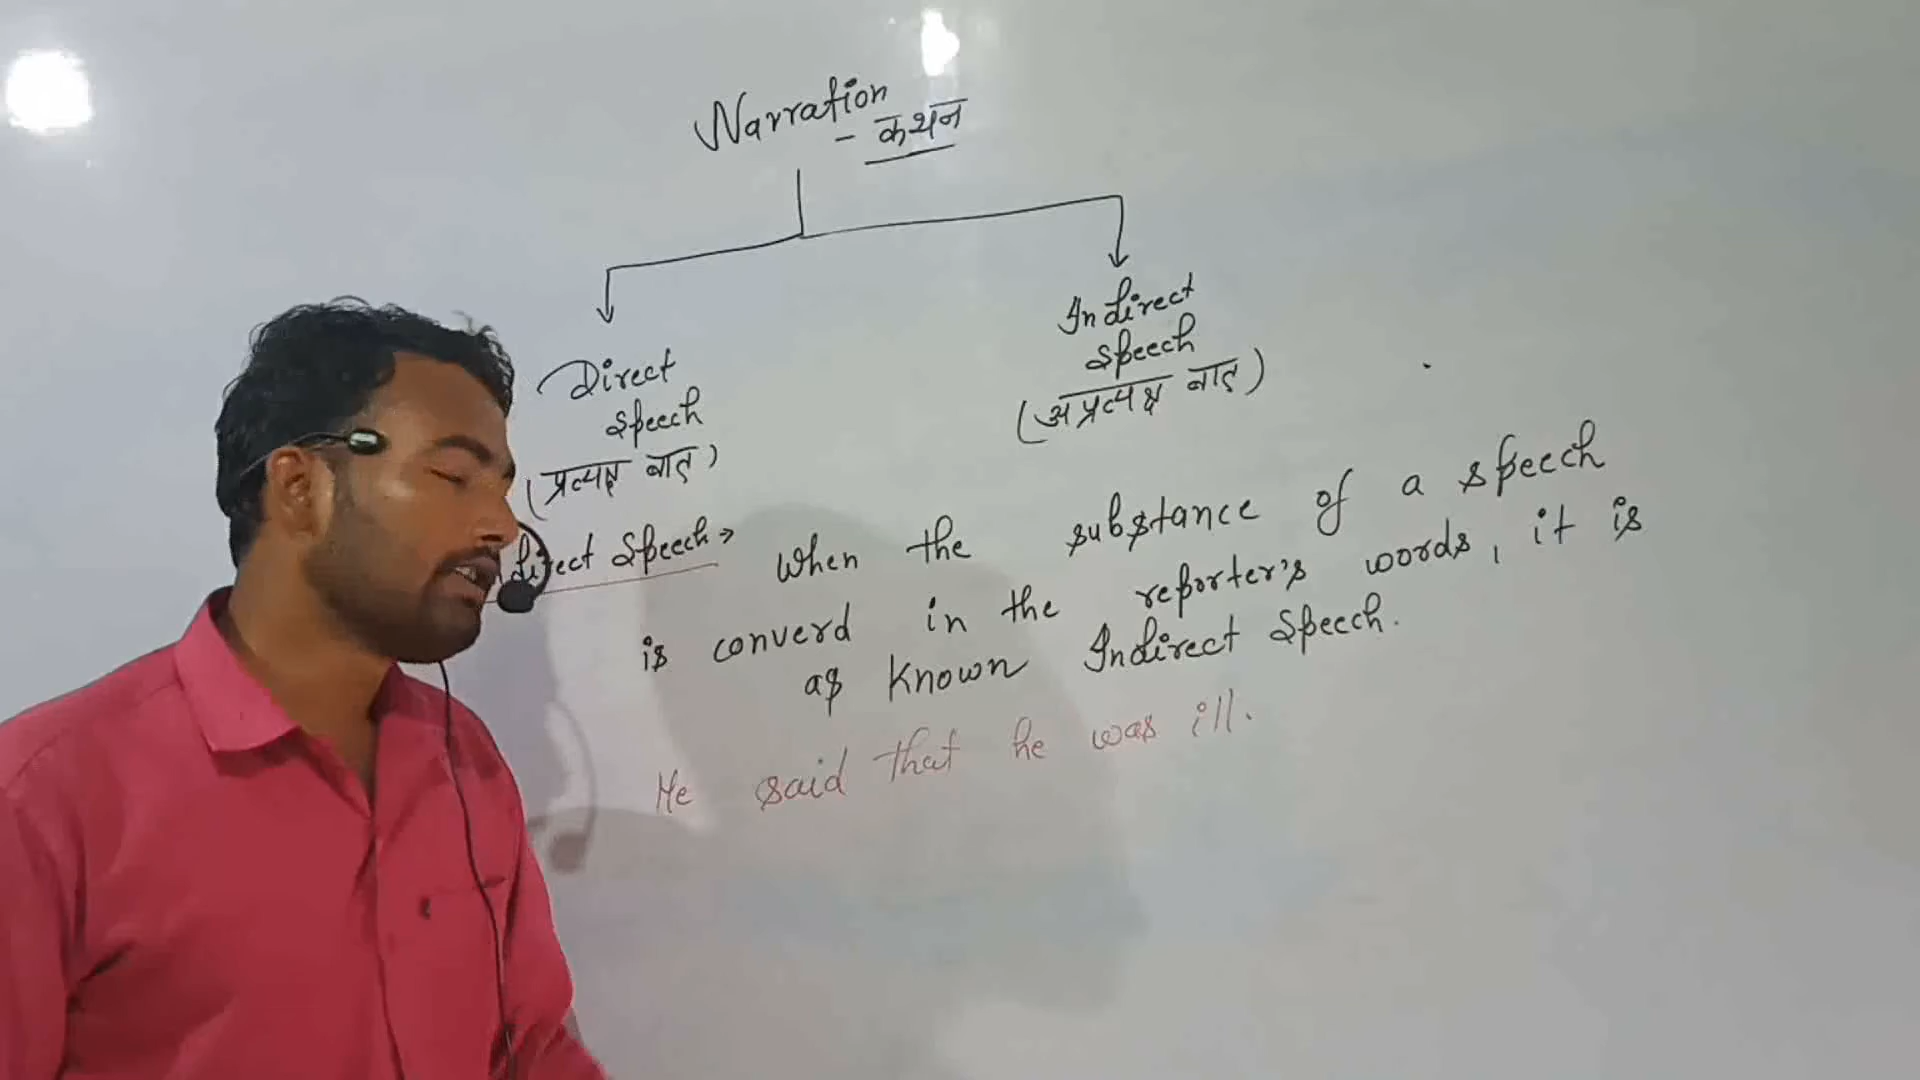 Narration
- कथन
Direct
Speech
(प्रत्यक्ष बात)
Indirect
Speech
(अप्रत्यक्ष बात)
direct Speech → When the substance of a speech
is converd in the reporter's words, it is
as known Indirect Speech.
He said that he was ill.